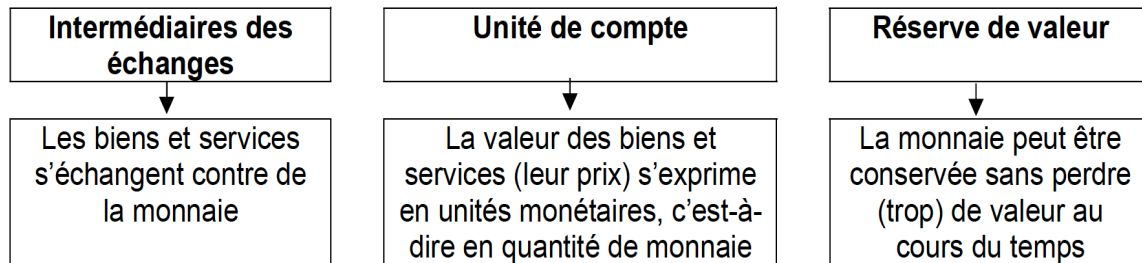 Intermédiaires des
échanges
Unité de compte
Réserve de valeur
Les biens et services
s’échangent contre de
la monnaie
La valeur des biens et
services (leur prix) s’exprime
en unités monétaires, c’est-à-
dire en quantité de monnaie
La monnaie peut être
conservée sans perdre
(trop) de valeur au
cours du temps